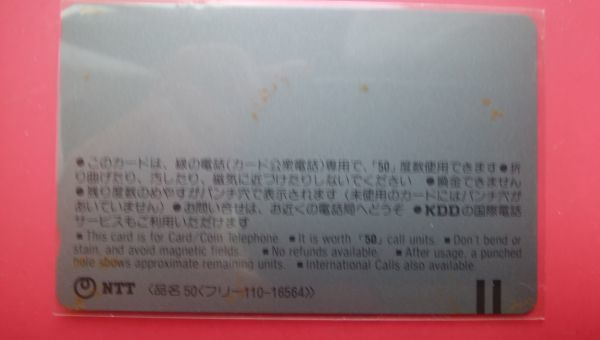 ●このカードは、緑の電話(カード公衆電話)専用で、「50」度数使用できます●折
り曲げたり、汚したり、磁気に近づけたりしないでください ●換金できません
●残り度数のめやすがパンチ穴で表示されます（未使用のカードにはパンチ穴
があいていません）●お問い合せは、お近くの電話局へどうぞ ●KDDの国際電話
サービスもご利用いただけます
■ This card is for Card/Coin Telephone. ■ It is worth 「50」 call units. ■ Don't bend or
stain, and avoid magnetic fields. ■ No refunds available. ■ After usage, a punched
hole shows approximate remaining units. ■ International Calls also available.
NTT 〈品名 50〈フリー110-16564〉〉